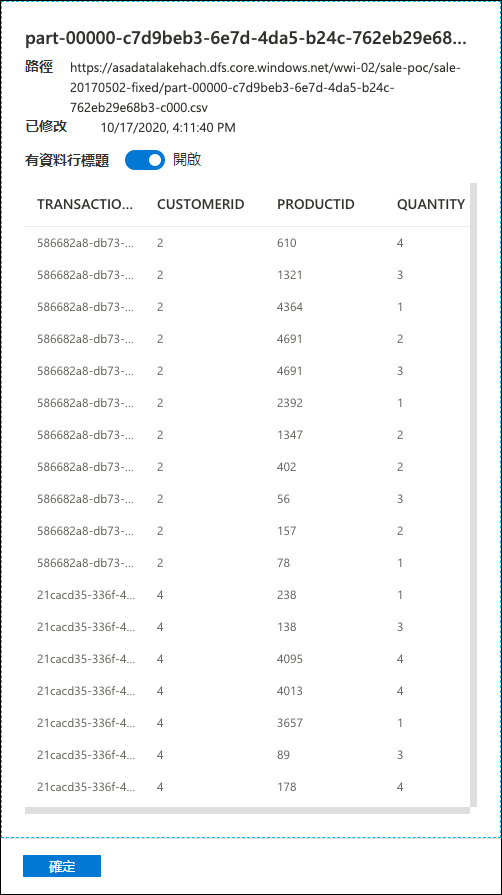 part-00000-c7d9beb3-6e7d-4da5-b24c-762eb29e68...
路徑 https://asadatalakehach.dfs.core.windows.net/wwi-02/sale-poc/sale-
20170502-fixed/part-00000-c7d9beb3-6e7d-4da5-b24c-
762eb29e68b3-c000.csv
已修改 10/17/2020, 4:11:40 PM
有資料行標題 開啟
TRANSACTIO... CUSTOMERID PRODUCTID QUANTITY
586682a8-db73-... 2 610 4
586682a8-db73-... 2 1321 3
586682a8-db73-... 2 4364 1
586682a8-db73-... 2 4691 2
586682a8-db73-... 2 4691 3
586682a8-db73-... 2 2392 1
586682a8-db73-... 2 1347 2
586682a8-db73-... 2 402 2
586682a8-db73-... 2 56 3
586682a8-db73-... 2 157 2
586682a8-db73-... 2 78 1
21cacd35-336f-4... 4 238 1
21cacd35-336f-4... 4 138 3
21cacd35-336f-4... 4 4095 4
21cacd35-336f-4... 4 4013 4
21cacd35-336f-4... 4 3657 1
21cacd35-336f-4... 4 89 3
21cacd35-336f-4... 4 178 4
確定